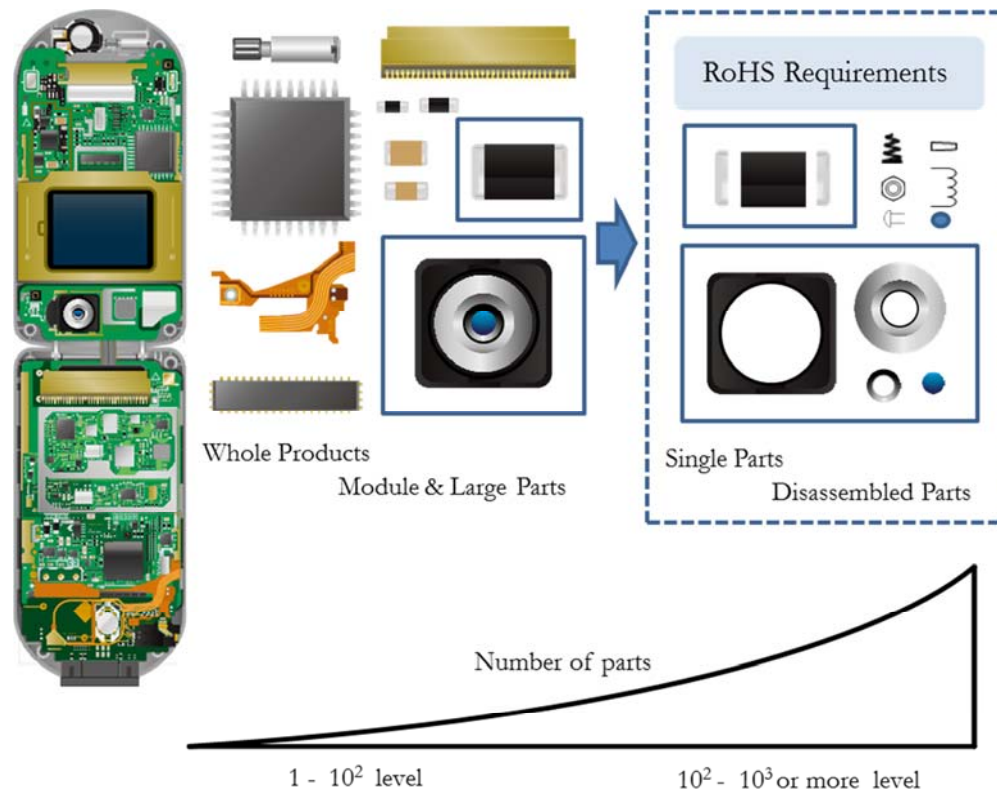 RoHS Requirements
Whole Products
Module & Large Parts
Single Parts
Disassembled Parts
Number of parts
1 - 10² level
10² - 10³ or more level